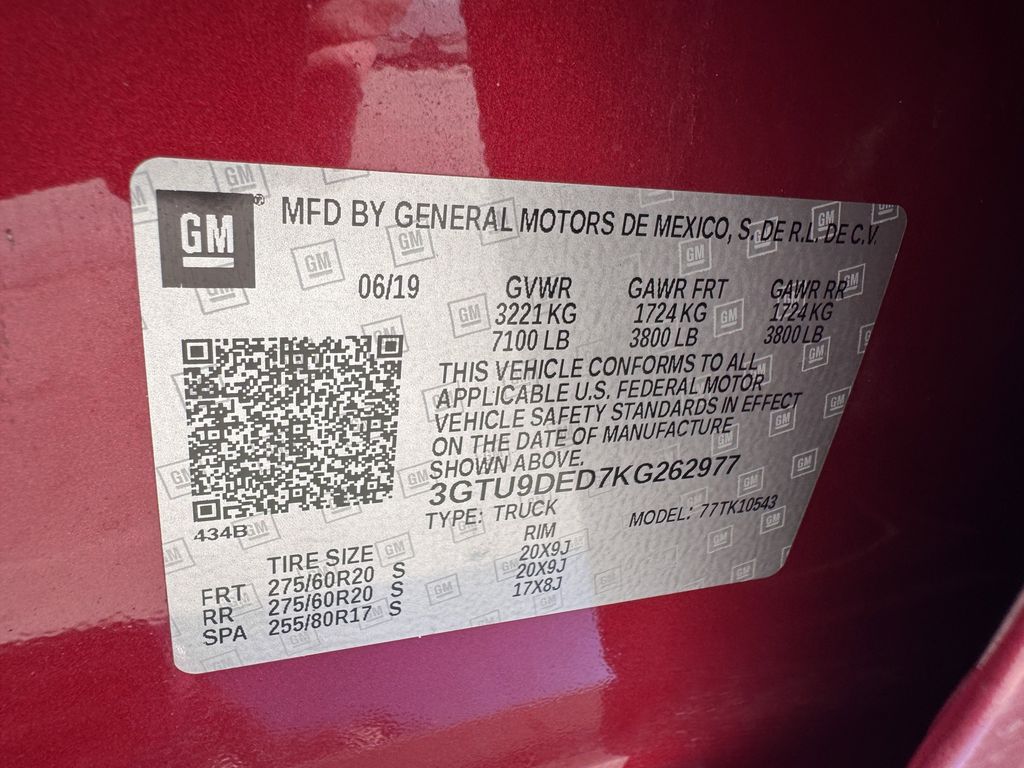 GM ®
MFD BY GENERAL MOTORS DE MEXICO, S. DE R.L. DE C.V.
06/19
GVWR GAWR FRT GAWR RR
3221 KG 1724 KG 1724 KG
7100 LB 3800 LB 3800 LB
THIS VEHICLE CONFORMS TO ALL
APPLICABLE U.S. FEDERAL MOTOR
VEHICLE SAFETY STANDARDS IN EFFECT
ON THE DATE OF MANUFACTURE
SHOWN ABOVE.
3GTU9DED7KG262977
TYPE: TRUCK MODEL: 77TK10543
434B
TIRE SIZE RIM
FRT 275/60R20 S 20X9J
RR 275/60R20 S 20X9J
SPA 255/80R17 S 17X8J